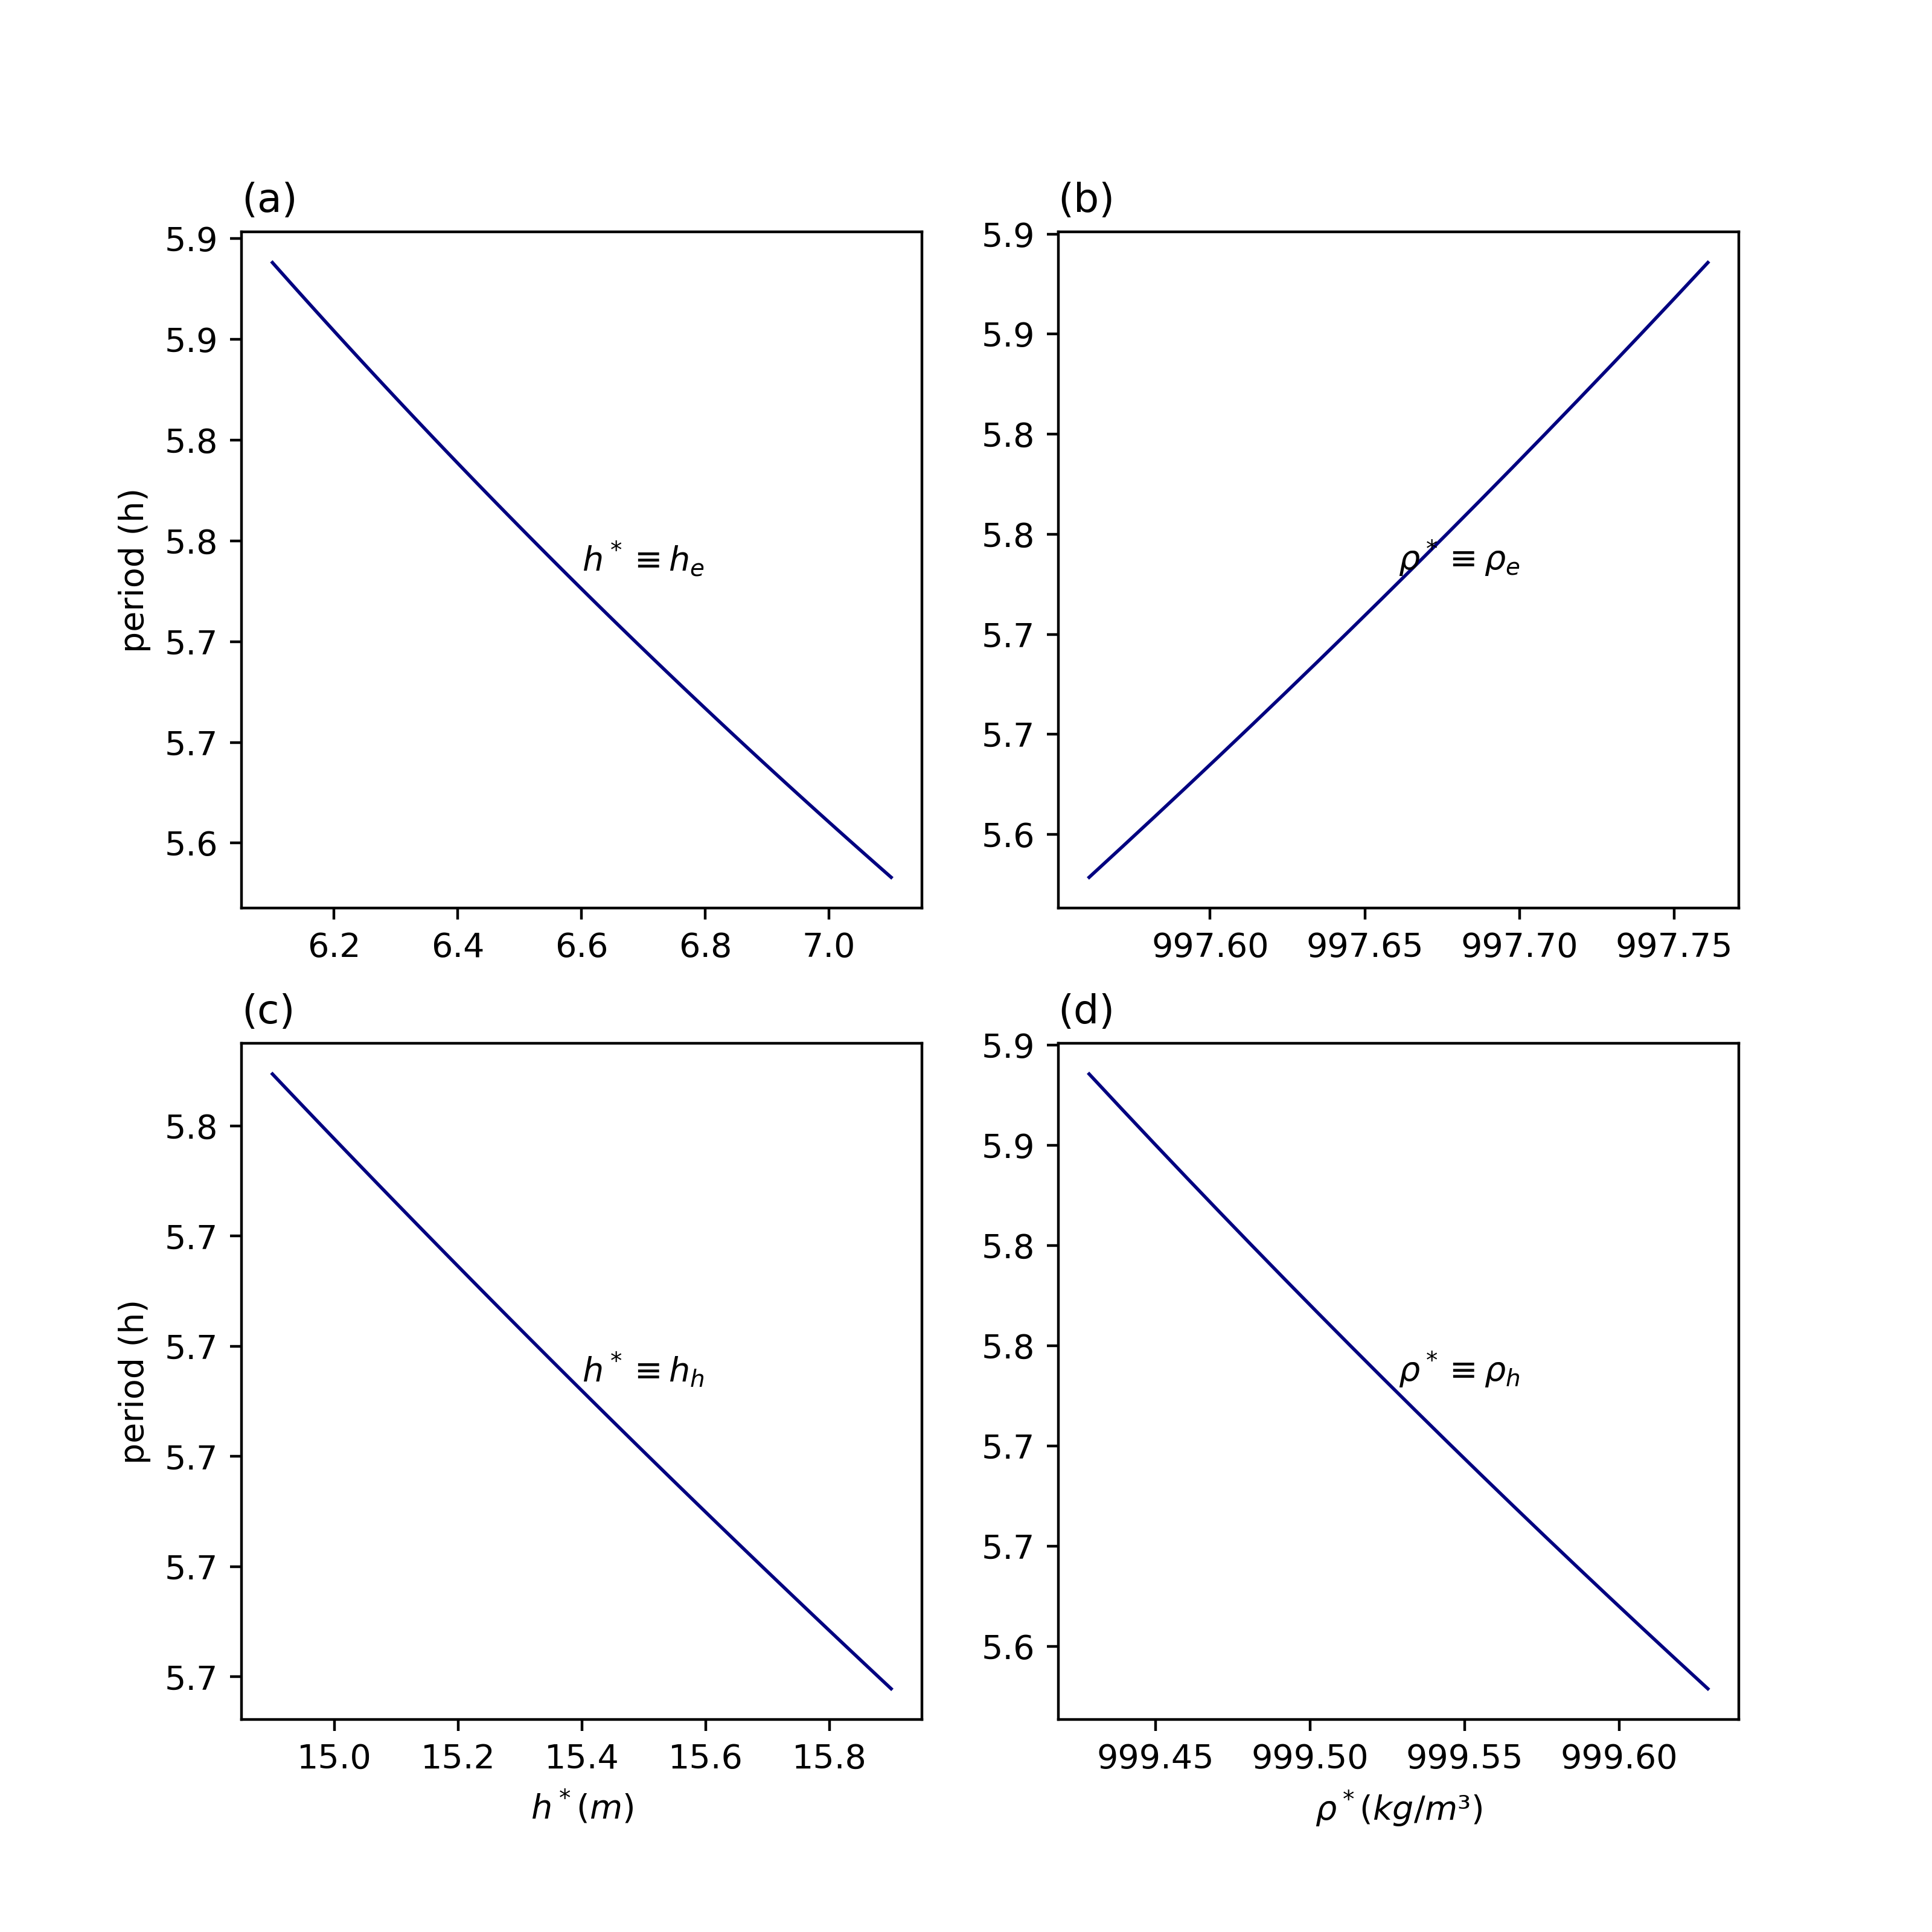 (a)
5.9
5.9
5.8
5.8
5.7
5.7
5.6
period (h)
h* ≡ hₑ
6.2 6.4 6.6 6.8 7.0
(b)
5.9
5.9
5.8
5.8
5.7
5.7
5.6
ρ* ≡ ρₑ
997.60 997.65 997.70 997.75
(c)
5.8
5.7
5.7
5.7
5.7
5.7
period (h)
h* ≡ hₕ
15.0 15.2 15.4 15.6 15.8
h*(m)
(d)
5.9
5.9
5.8
5.8
5.7
5.7
5.6
ρ* ≡ ρₕ
999.45 999.50 999.55 999.60
ρ*(kg/m³)